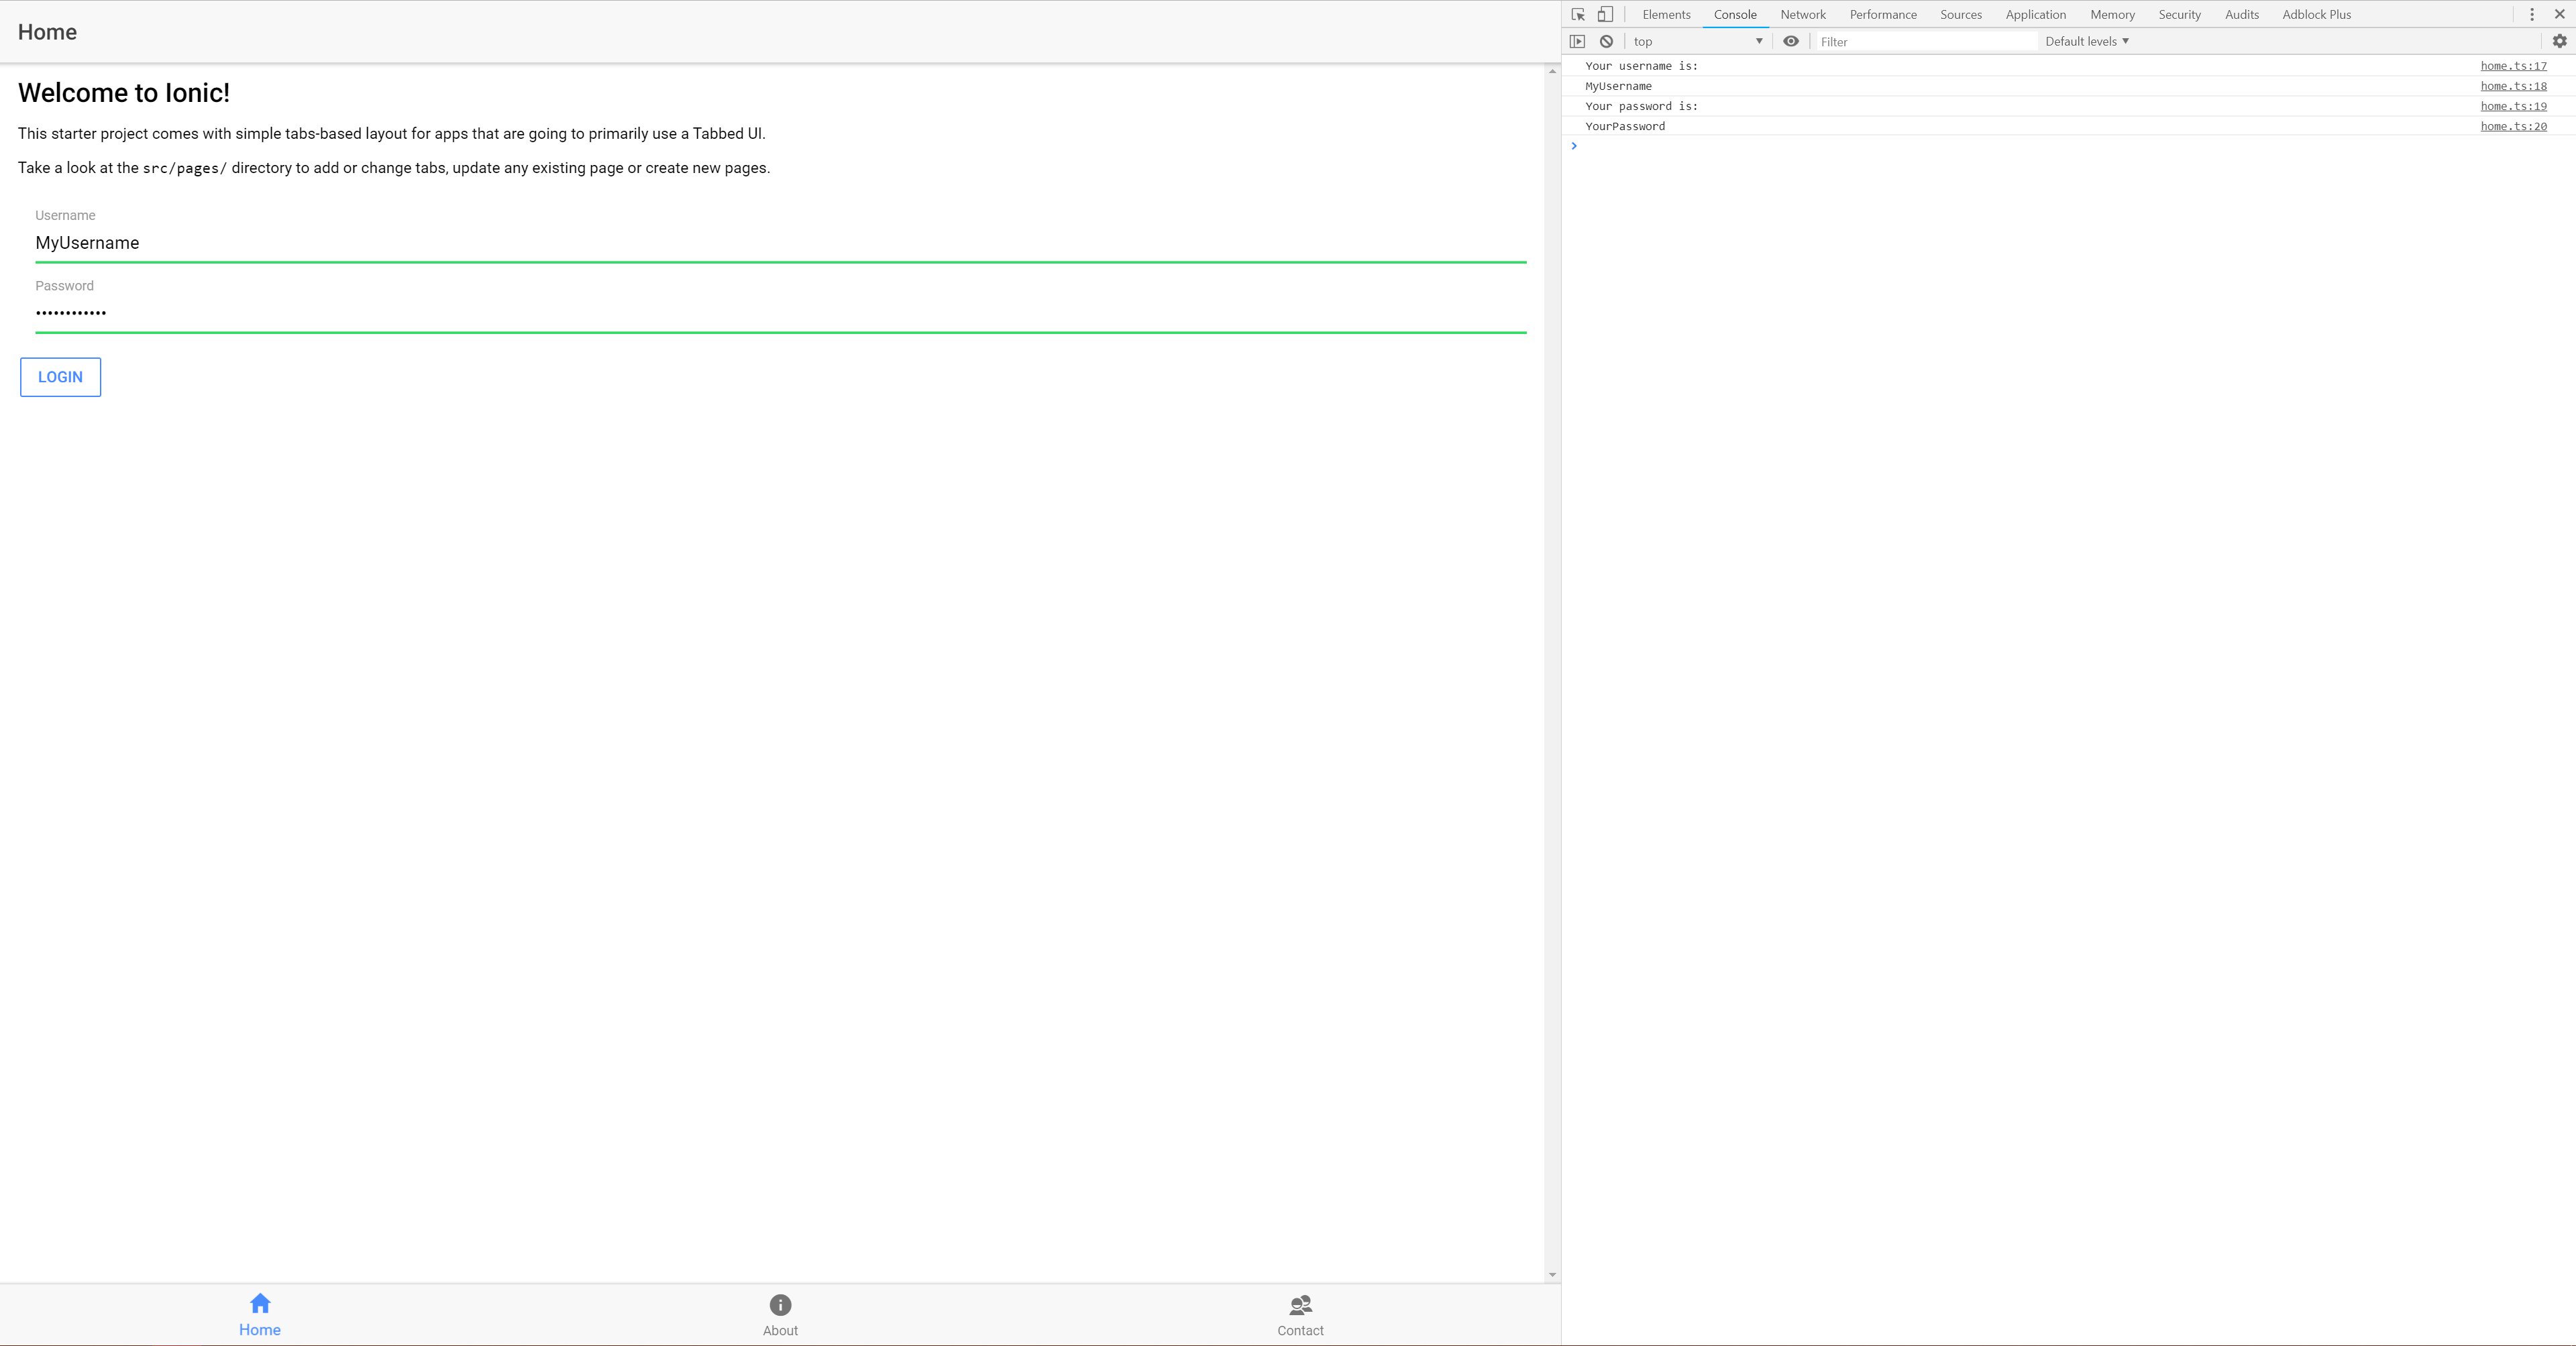 Home
Welcome to Ionic!
This starter project comes with simple tabs-based layout for apps that are going to primarily use a Tabbed UI.
Take a look at the src/pages/ directory to add or change tabs, update any existing page or create new pages.
Username
MyUsername
Password
••••••••••••
LOGIN
Home
About
Contact
Elements Console Network Performance Sources Application Memory Security Audits Adblock Plus
top Filter Default levels
Your username is: home.ts:17
MyUsername home.ts:18
Your password is: home.ts:19
YourPassword home.ts:20